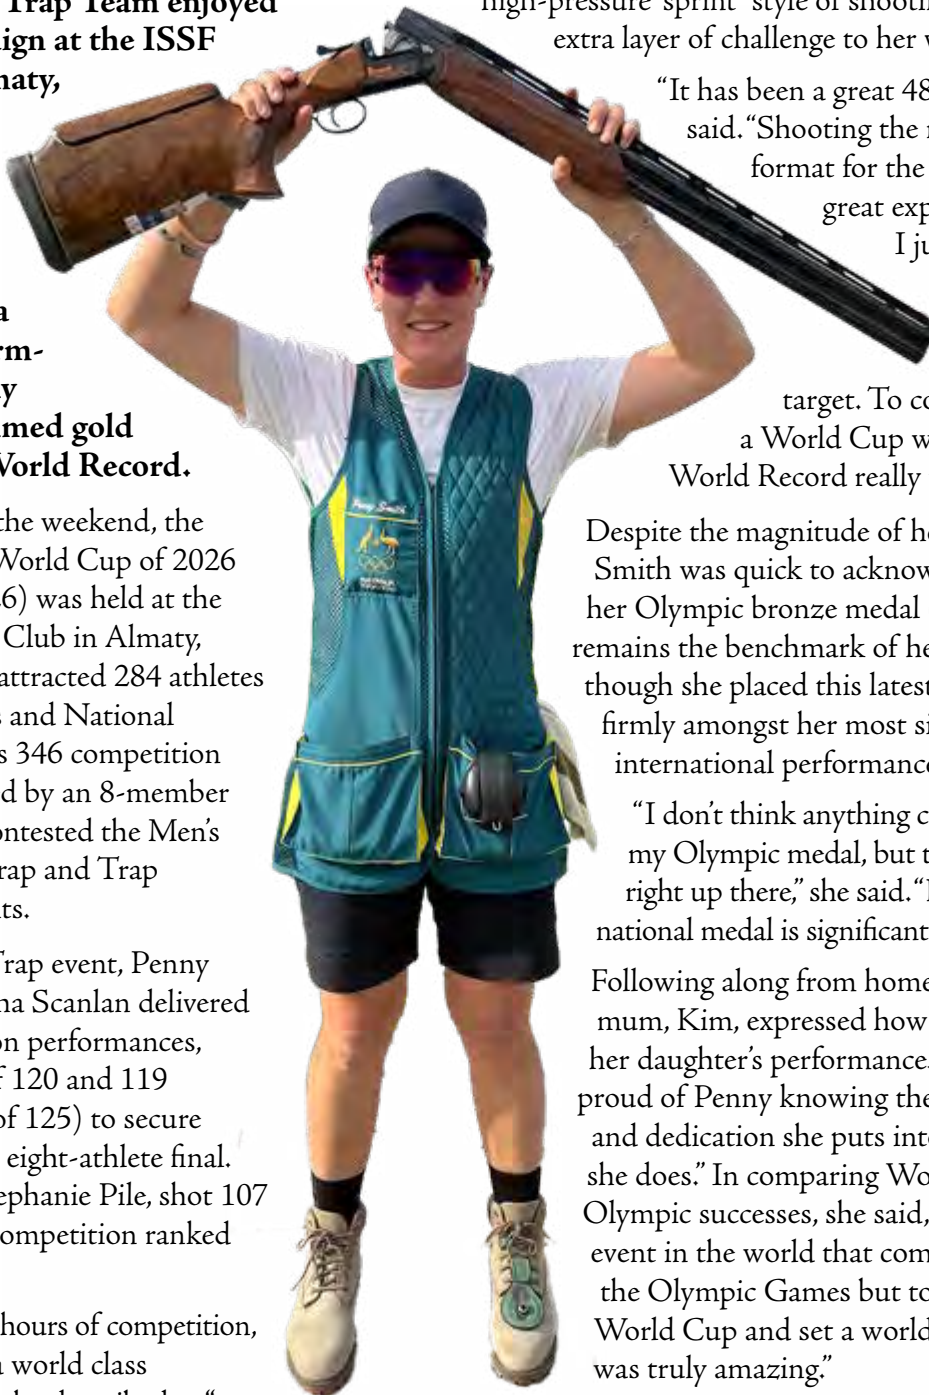 Trap Team enjoyed
ign at the ISSF
naty,
a
rm-
y
med gold
World Record.
the weekend, the
World Cup of 2026
6) was held at the
Club in Almaty,
attracted 284 athletes
s and National
s 346 competition
d by an 8-member
ontested the Men's
rap and Trap
ts.
Trap event, Penny
na Scanlan delivered
on performances,
f 120 and 119
of 125) to secure
eight-athlete final.
ephanie Pile, shot 107
ompetition ranked
hours of competition,
a world class
high-pressure 'sprint' style of shootin
extra layer of challenge to her
“It has been a great 48
said. “Shooting the
format for the
great exp
I ju
target. To co
a World Cup w
World Record really
Despite the magnitude of he
Smith was quick to acknow
her Olympic bronze medal
remains the benchmark of he
though she placed this latest
firmly amongst her most si
international performance
“I don't think anything c
my Olympic medal, but t
right up there,” she said. “
national medal is significant
Following along from home
mum, Kim, expressed how
her daughter's performance
proud of Penny knowing the
and dedication she puts int
she does.” In comparing Wo
Olympic successes, she said,
event in the world that com
the Olympic Games but to
World Cup and set a world
was truly amazing.”
Penny Smith